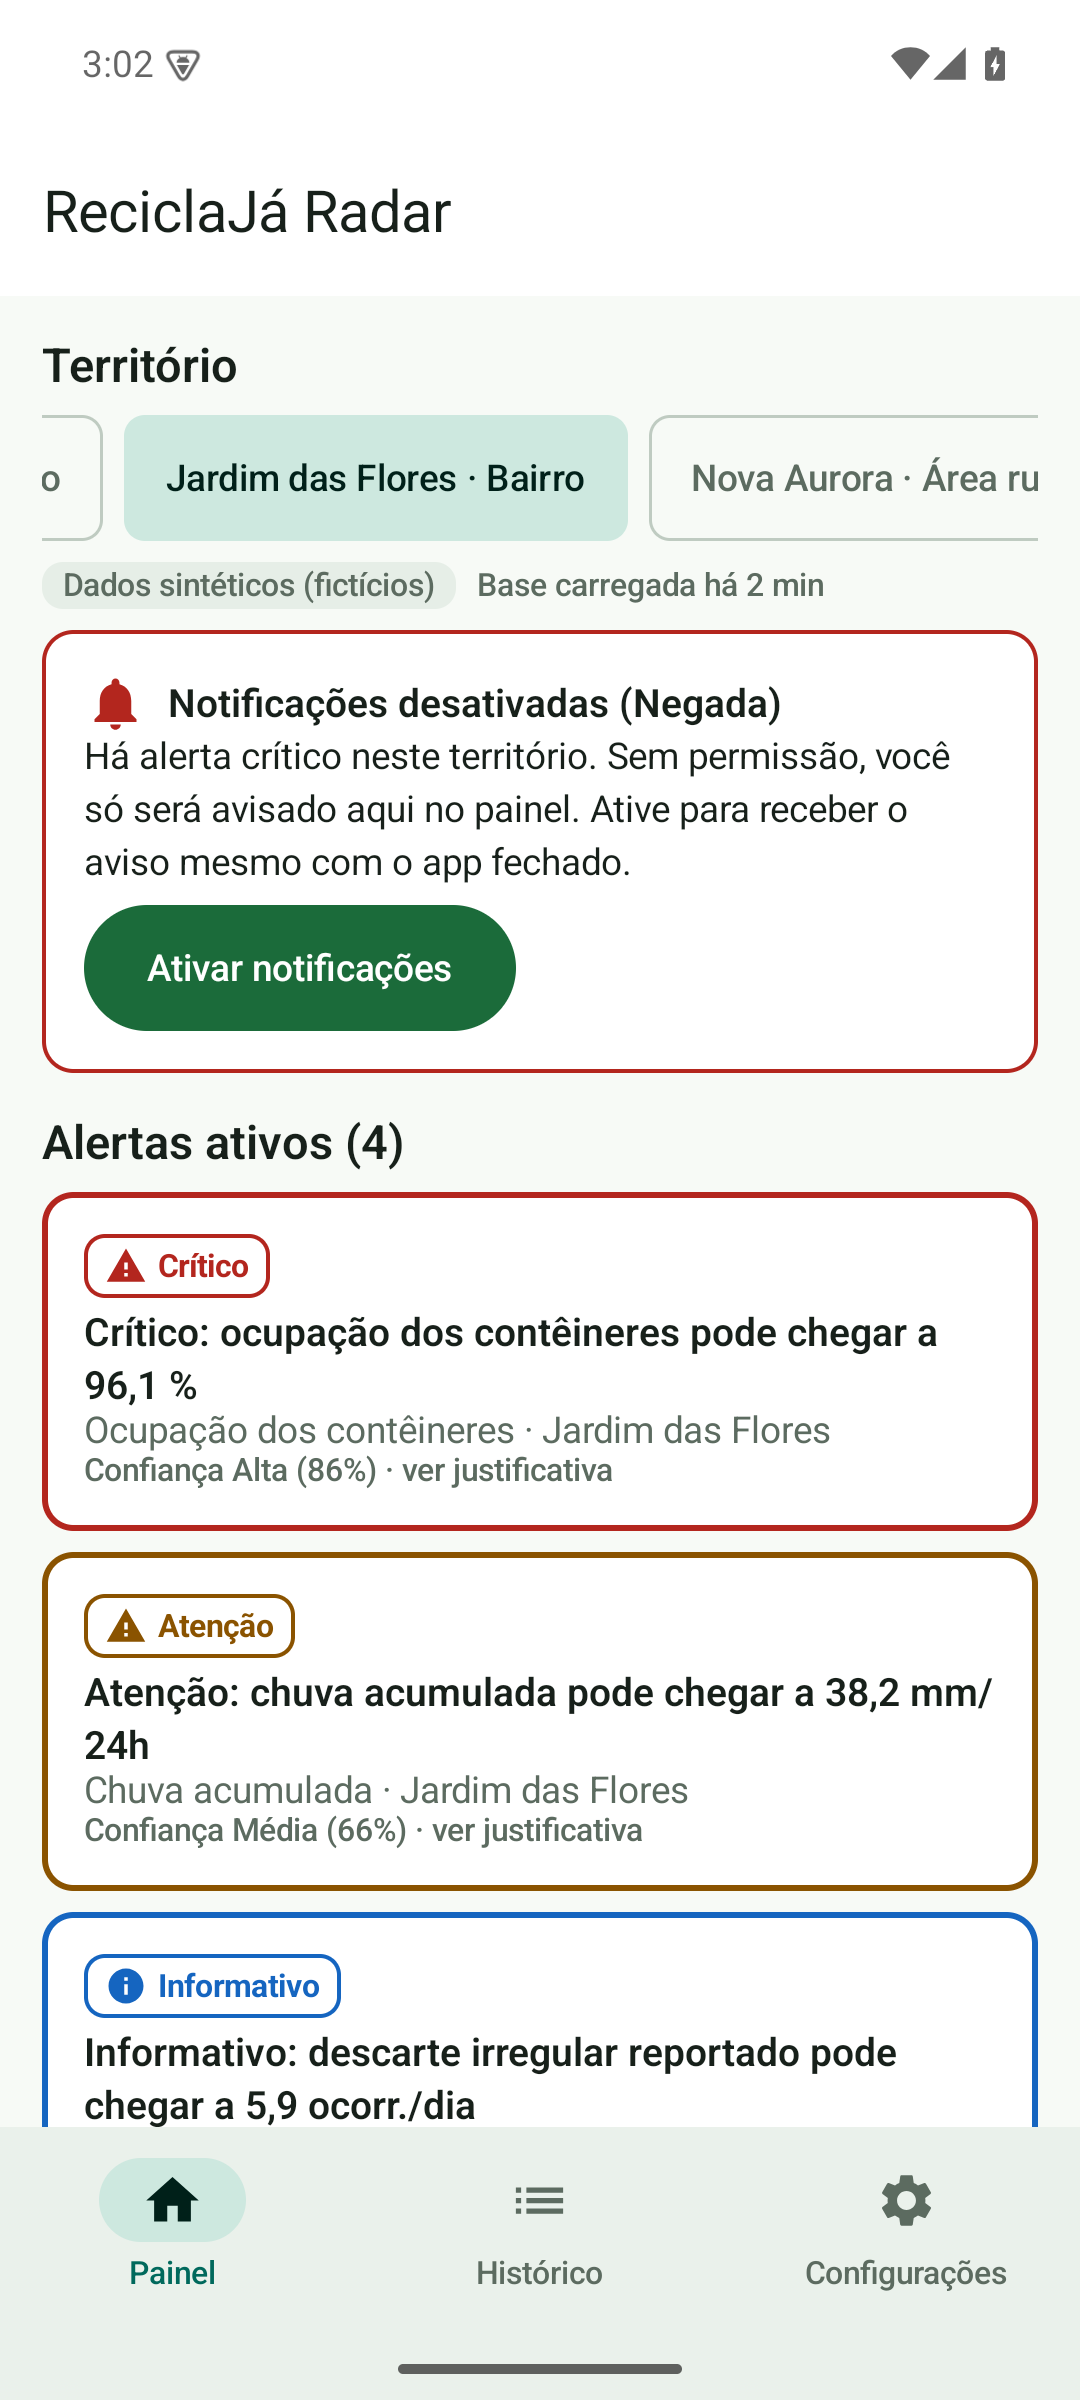 3:02
ReciclaJá Radar
Território
o
Jardim das Flores · Bairro
Nova Aurora · Área ru
Dados sintéticos (fictícios)
Base carregada há 2 min
Notificações desativadas (Negada)
Há alerta crítico neste território. Sem permissão, você
só será avisado aqui no painel. Ative para receber o
aviso mesmo com o app fechado.
Ativar notificações
Alertas ativos (4)
Crítico
Crítico: ocupação dos contêineres pode chegar a
96,1 %
Ocupação dos contêineres · Jardim das Flores
Confiança Alta (86%) · ver justificativa
Atenção
Atenção: chuva acumulada pode chegar a 38,2 mm/
24h
Chuva acumulada · Jardim das Flores
Confiança Média (66%) · ver justificativa
Informativo
Informativo: descarte irregular reportado pode
chegar a 5,9 ocorr./dia
Painel
Histórico
Configurações